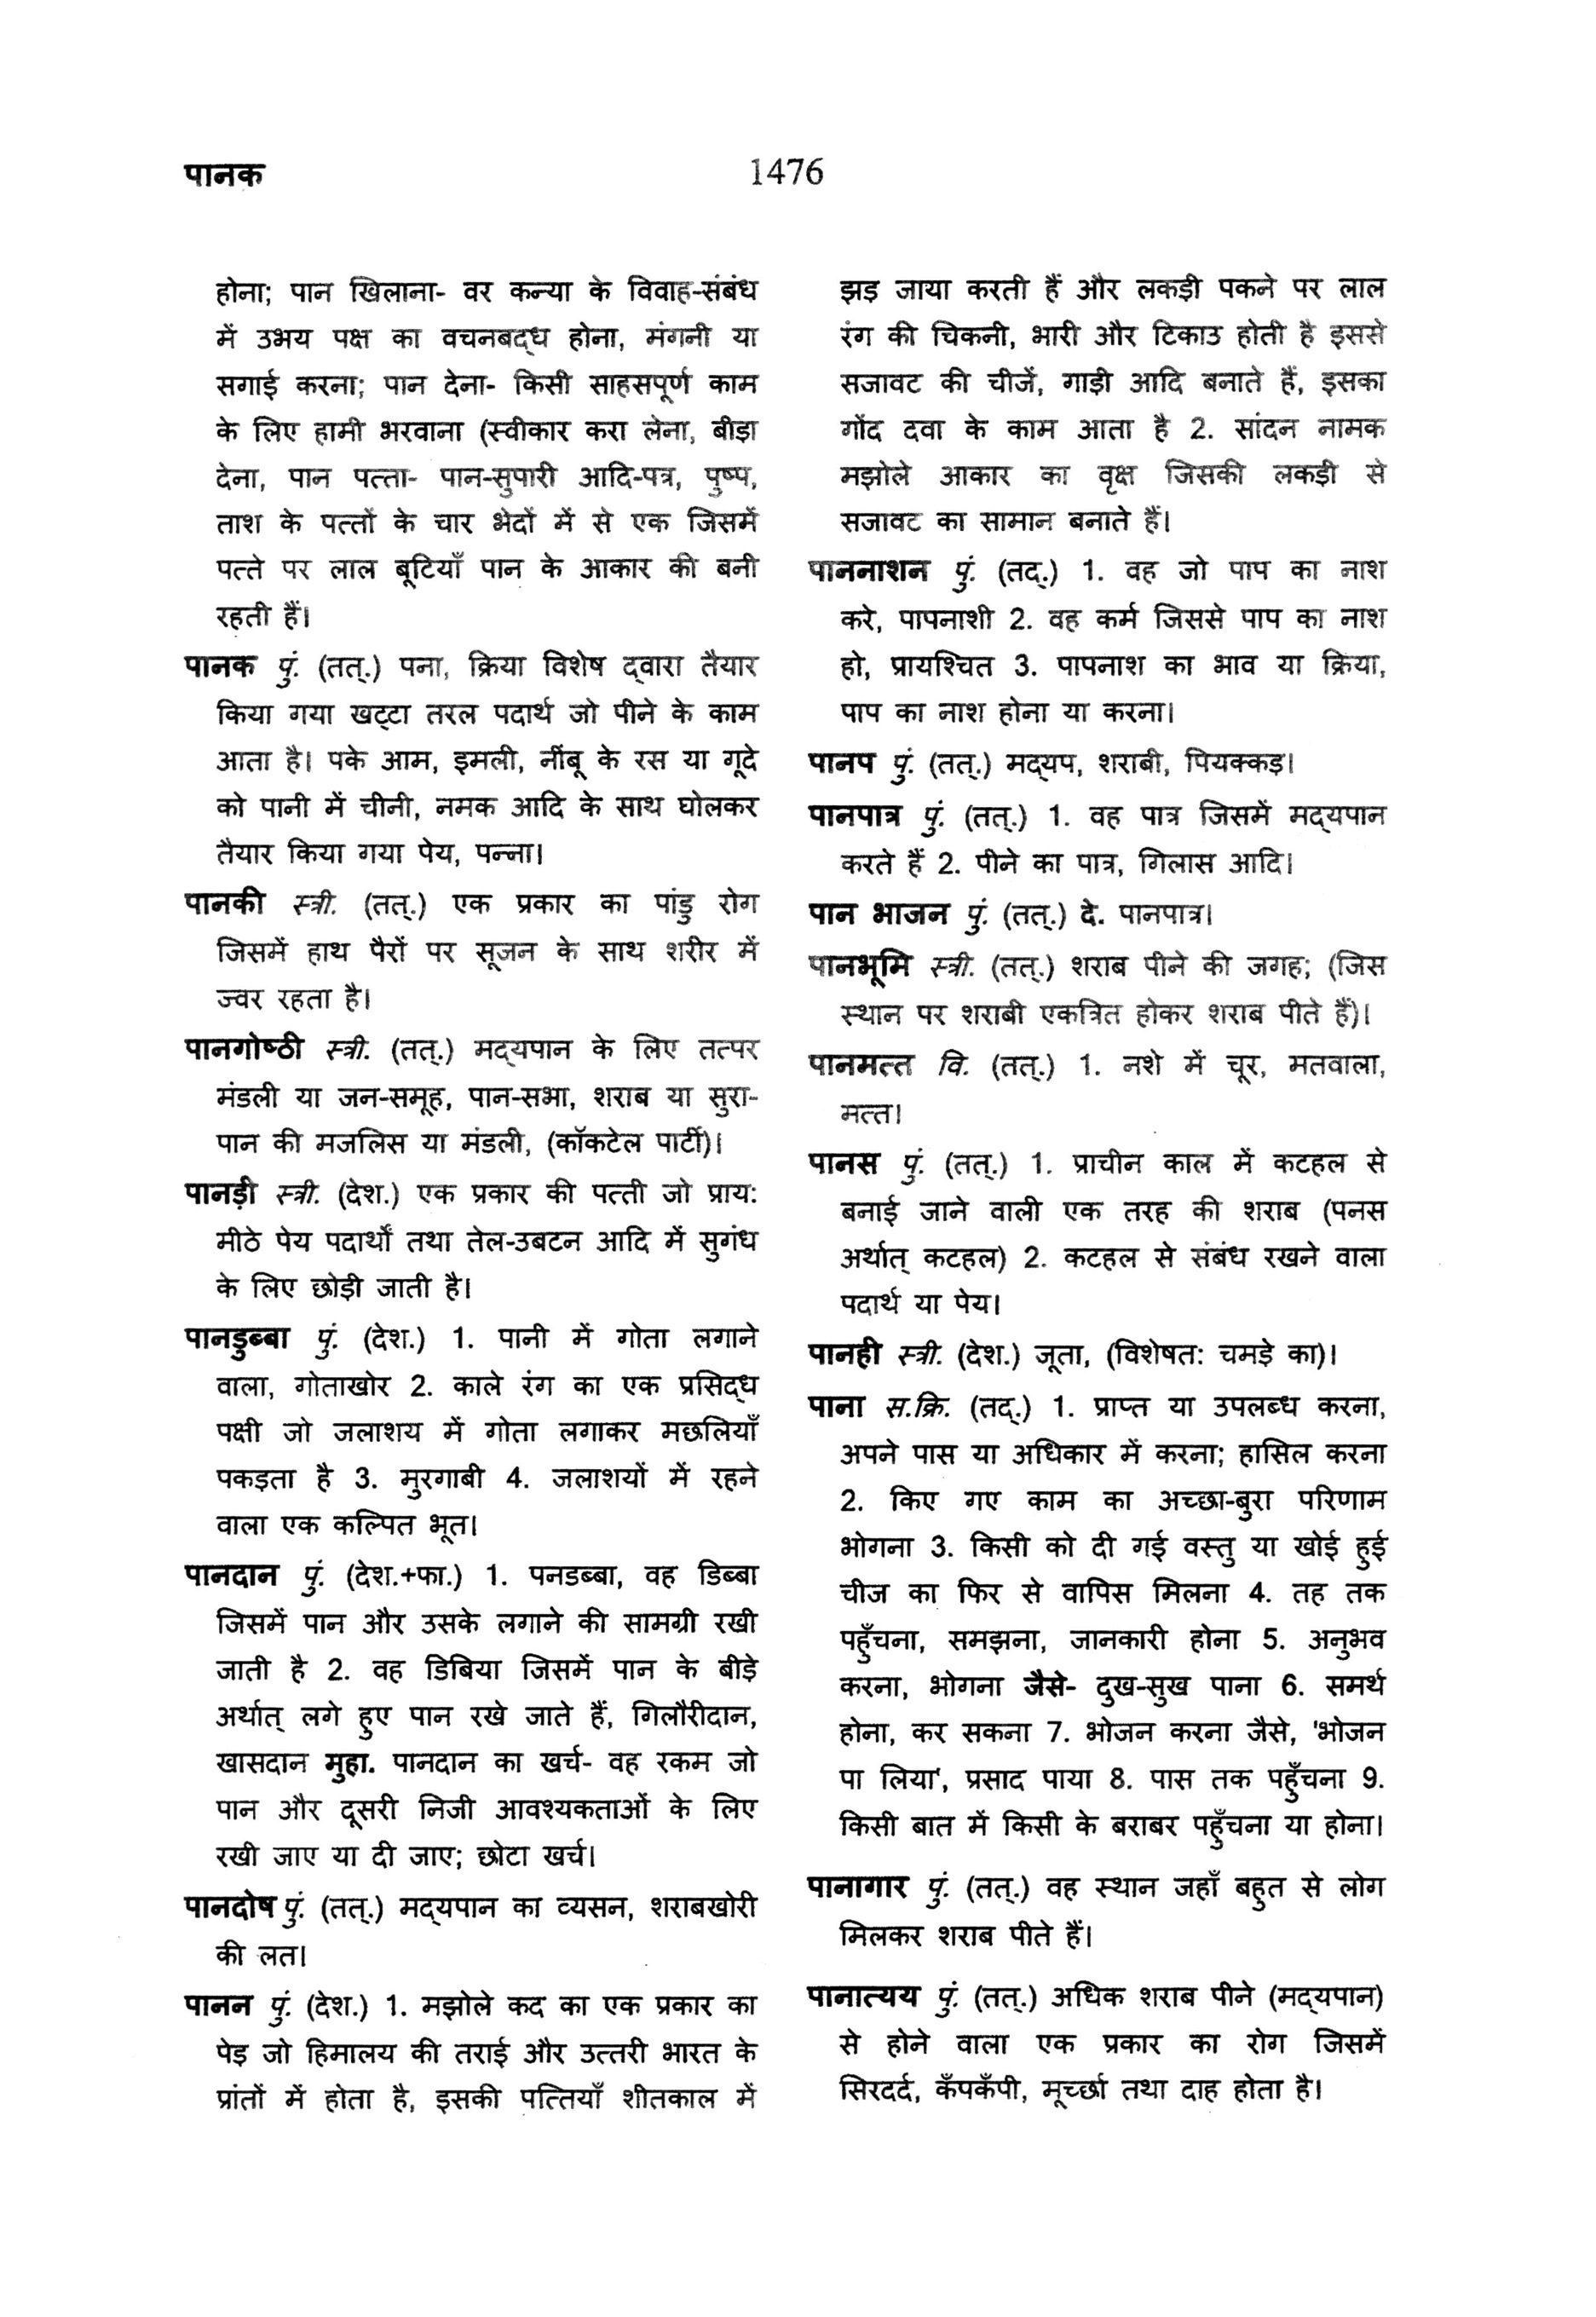 पानक
1476
होना; पान खिलाना- वर कन्या के विवाह-संबंध
में उभय पक्ष का वचनबद्ध होना, मंगनी या
सगाई करना; पान देना- किसी साहसपूर्ण काम
के लिए हामी भरवाना (स्वीकार करा लेना, बीड़ा
देना, पान पत्ता- पान-सुपारी आदि-पत्र, पुष्प,
ताश के पत्तों के चार भेदों में से एक जिसमें
पत्ते पर लाल बूटियाँ पान के आकार की बनी
रहती हैं।
पानक पुं. (तत्.) पना, क्रिया विशेष द्वारा तैयार
किया गया खट्टा तरल पदार्थ जो पीने के काम
आता है। पके आम, इमली, नींबू के रस या गूदे
को पानी में चीनी, नमक आदि के साथ घोलकर
तैयार किया गया पेय, पन्ना।
पानकी स्त्री. (तत्.) एक प्रकार का पांडु रोग
जिसमें हाथ पैरों पर सूजन के साथ शरीर में
ज्वर रहता है।
पानगोष्ठी स्त्री. (तत्.) मद्यपान के लिए तत्पर
मंडली या जन-समूह, पान-सभा, शराब या सुरा-
पान की मजलिस या मंडली, (कॉकटेल पार्टी)।
पानड़ी स्त्री. (देश.) एक प्रकार की पत्ती जो प्राय:
मीठे पेय पदार्थों तथा तेल-उबटन आदि में सुगंध
के लिए छोड़ी जाती है।
पानडुब्बा पुं. (देश.) 1. पानी में गोता लगाने
वाला, गोताखोर 2. काले रंग का एक प्रसिद्ध
पक्षी जो जलाशय में गोता लगाकर मछलियाँ
पकड़ता है 3. मुरगाबी 4. जलाशयों में रहने
वाला एक कल्पित भूत।
पानदान पुं. (देश.+फा.) 1. पनडब्बा, वह डिब्बा
जिसमें पान और उसके लगाने की सामग्री रखी
जाती है 2. वह डिबिया जिसमें पान के बीड़े
अर्थात् लगे हुए पान रखे जाते हैं, गिलौरीदान,
खासदान मुहा. पानदान का खर्च- वह रकम जो
पान और दूसरी निजी आवश्यकताओं के लिए
रखी जाए या दी जाए; छोटा खर्च।
पानदोष पुं. (तत्.) मद्यपान का व्यसन, शराबखोरी
की लत।
पानन पुं. (देश.) 1. मझोले कद का एक प्रकार का
पेड़ जो हिमालय की तराई और उत्तरी भारत के
प्रांतों में होता है, इसकी पत्तियाँ शीतकाल में
झड़ जाया करती हैं और लकड़ी पकने पर लाल
रंग की चिकनी, भारी और टिकाउ होती है इससे
सजावट की चीजें, गाड़ी आदि बनाते हैं, इसका
गोंद दवा के काम आता है 2. सांदन नामक
मझोले आकार का वृक्ष जिसकी लकड़ी से
सजावट का सामान बनाते हैं।
पाननाशन पुं. (तद्.) 1. वह जो पाप का नाश
करे, पापनाशी 2. वह कर्म जिससे पाप का नाश
हो, प्रायश्चित 3. पापनाश का भाव या क्रिया,
पाप का नाश होना या करना।
पानप पुं. (तत्.) मद्यप, शराबी, पियक्कड़।
पानपात्र पुं. (तत्.) 1. वह पात्र जिसमें मद्यपान
करते हैं 2. पीने का पात्र, गिलास आदि।
पान भाजन पुं. (तत्.) दे. पानपात्र।
पानभूमि स्त्री. (तत्.) शराब पीने की जगह; (जिस
स्थान पर शराबी एकत्रित होकर शराब पीते हैं)।
पानमत्त वि. (तत्.) 1. नशे में चूर, मतवाला,
मत्त।
पानस पुं. (तत्.) 1. प्राचीन काल में कटहल से
बनाई जाने वाली एक तरह की शराब (पनस
अर्थात् कटहल) 2. कटहल से संबंध रखने वाला
पदार्थ या पेय।
पानही स्त्री. (देश.) जूता, (विशेषत: चमड़े का)।
पाना स.क्रि. (तद्.) 1. प्राप्त या उपलब्ध करना,
अपने पास या अधिकार में करना; हासिल करना
2. किए गए काम का अच्छा-बुरा परिणाम
भोगना 3. किसी को दी गई वस्तु या खोई हुई
चीज का फिर से वापिस मिलना 4. तह तक
पहुँचना, समझना, जानकारी होना 5. अनुभव
करना, भोगना जैसे- दुख-सुख पाना 6. समर्थ
होना, कर सकना 7. भोजन करना जैसे, 'भोजन
पा लिया', प्रसाद पाया 8. पास तक पहुँचना 9.
किसी बात में किसी के बराबर पहुँचना या होना।
पानागार पुं. (तत्.) वह स्थान जहाँ बहुत से लोग
मिलकर शराब पीते हैं।
पानात्यय पुं. (तत्.) अधिक शराब पीने (मद्यपान)
से होने वाला एक प्रकार का रोग जिसमें
सिरदर्द, कँपकँपी, मूर्च्छा तथा दाह होता है।